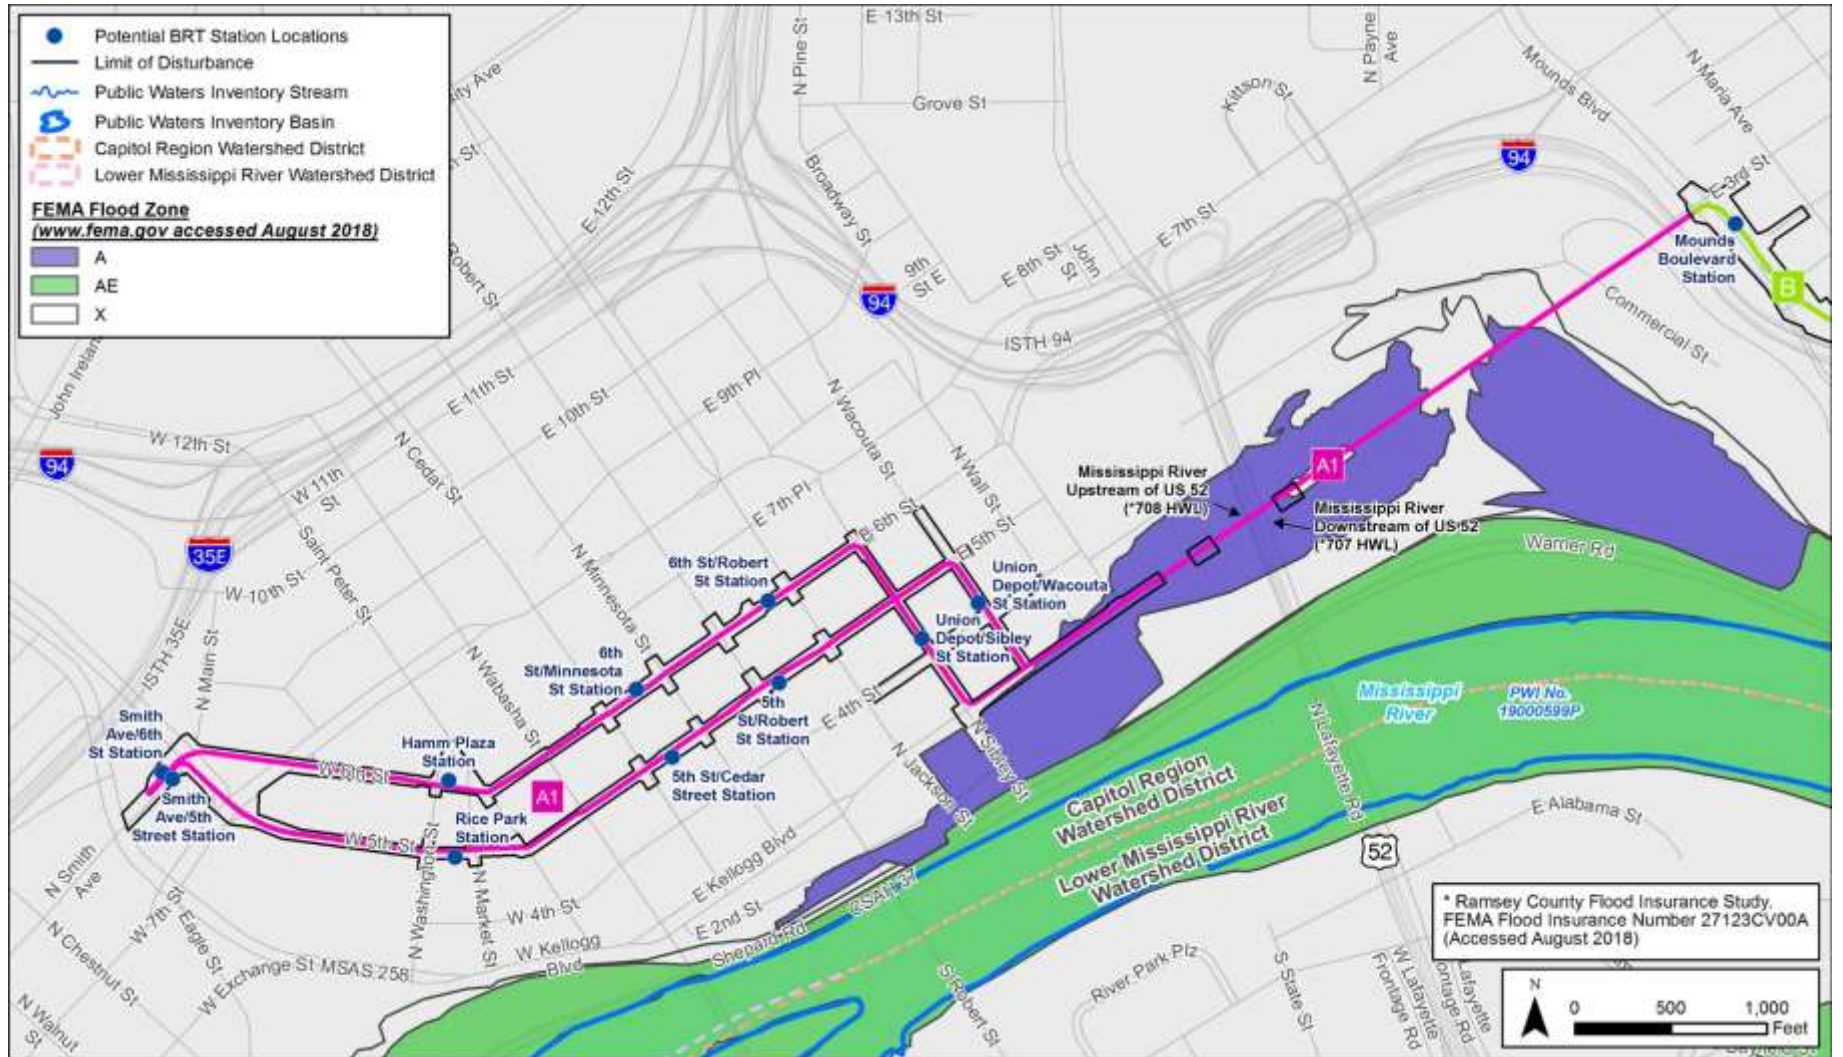 Potential BRT Station Locations
Limit of Disturbance
Public Waters Inventory Stream
Public Waters Inventory Basin
Capitol Region Watershed District
Lower Mississippi River Watershed District
FEMA Flood Zone
(www.fema.gov accessed August 2018)
A
AE
X
E 13th St
N Pine St
Grove St
Kittson St
N Payne
Ave
Mounds Blvd
N Maria Ave
E 3rd St
94
E 12th St
Broadway St
E 7th St
John
St
E 8th St
9th
St E
94
ISTH 94
Mounds
Boulevard
Station
B
Commercial St
Robert St
John Ireland
E 11th St
E 10th St
E 9th Pl
N Wacouta St
N Wall St
W 12th St
94
N Cedar St
W 11th
St
E 7th Pl
E 6th St
E 5th St
A1
Mississippi River
Upstream of US 52
(*708 HWL)
Mississippi River
Downstream of US 52
(*707 HWL)
Warner Rd
35E
W 10th St
Saint Peter St
N Minnesota St
6th St/Robert
St Station
Union
Depot/Wacouta
St Station
Union
Depot/Sibley
St Station
ISTH 35E
N Main St
N Wabasha St
6th
St/Minnesota
St Station
5th
St/Robert
St Station
E 4th St
Mississippi
River
PWI No.
19000599P
Smith
Ave/6th
St Station
Hamm Plaza
Station
W 6th St
5th St/Cedar
Street Station
N Jackson St
N Sibley St
N Lafayette Rd
Smith
Ave/5th
Street Station
A1
Rice Park
Station
W 5th St
Capitol Region
Watershed District
Lower Mississippi River
Watershed District
E Alabama St
52
N Smith
Ave
W 7th St
N Washington St
N Market St
E Kellogg Blvd
CSAH 37
W 4th St
E 2nd St
Shepard Rd
N Chestnut St
Eagle St
W Exchange St
MSAS 258
W Kellogg
Blvd
N Walnut
St
S Robert St
River Park Plz
S State St
W Lafayette
Frontage Rd
Lafayette
Frontage Rd
* Ramsey County Flood Insurance Study.
FEMA Flood Insurance Number 27123CV00A
(Accessed August 2018)
N
0 500 1,000
Feet